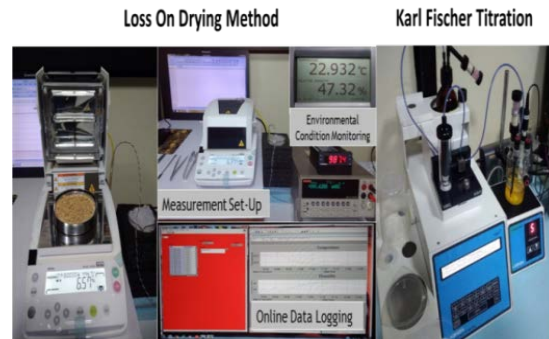 Loss On Drying Method
Karl Fischer Titration
22.932 °C
47.32 %
Environmental
Condition Monitoring
Measurement Set-Up
Online Data Logging